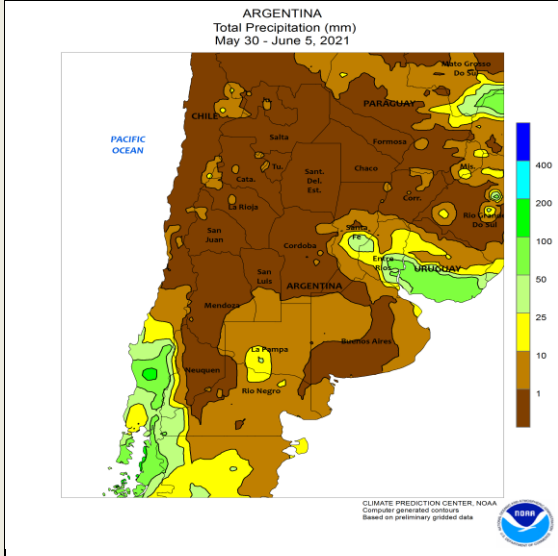 ARGENTINA
Total Precipitation (mm)
May 30 - June 5, 2021
Mato Grosso
Do Sul
PARAGUAY
CHILE
Ju.
PACIFIC
OCEAN
Salta
Formosa
Tu.
Chaco
Mis.
Cata.
Sant.
Del.
Est.
Corr.
La Rioja
Rio Grande
Do Sul
San
Juan
Santa
Fe
Cordoba
Entre
Rios
URUGUAY
San
Luis
ARGENTINA
Mendoza
Buenos Aires
La Pampa
Neuquen
Rio Negro
400
200
100
50
25
10
1
CLIMATE PREDICTION CENTER, NOAA
Computer generated contours
Based on preliminary gridded data
NOAA